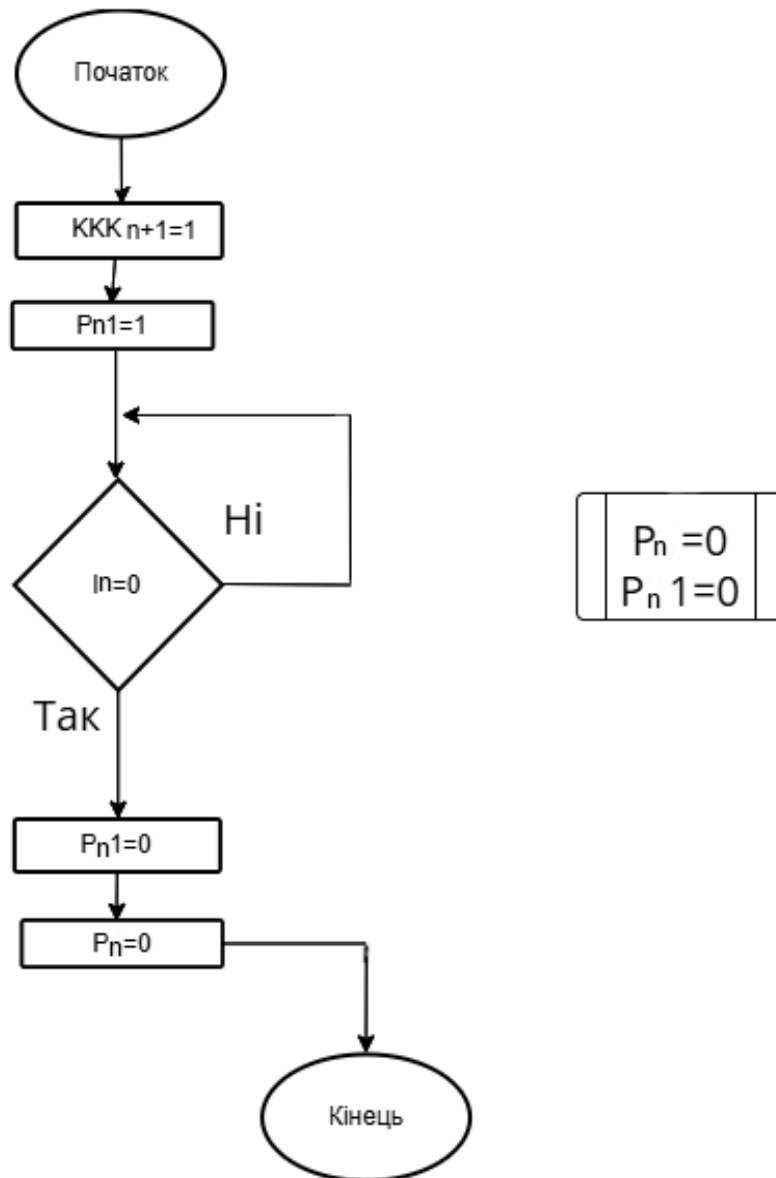 Початок
KKK n+1=1
Pn1=1
Ні
In=0
Pn =0
Pn 1=0
Так
Pn1=0
Pn=0
Кінець